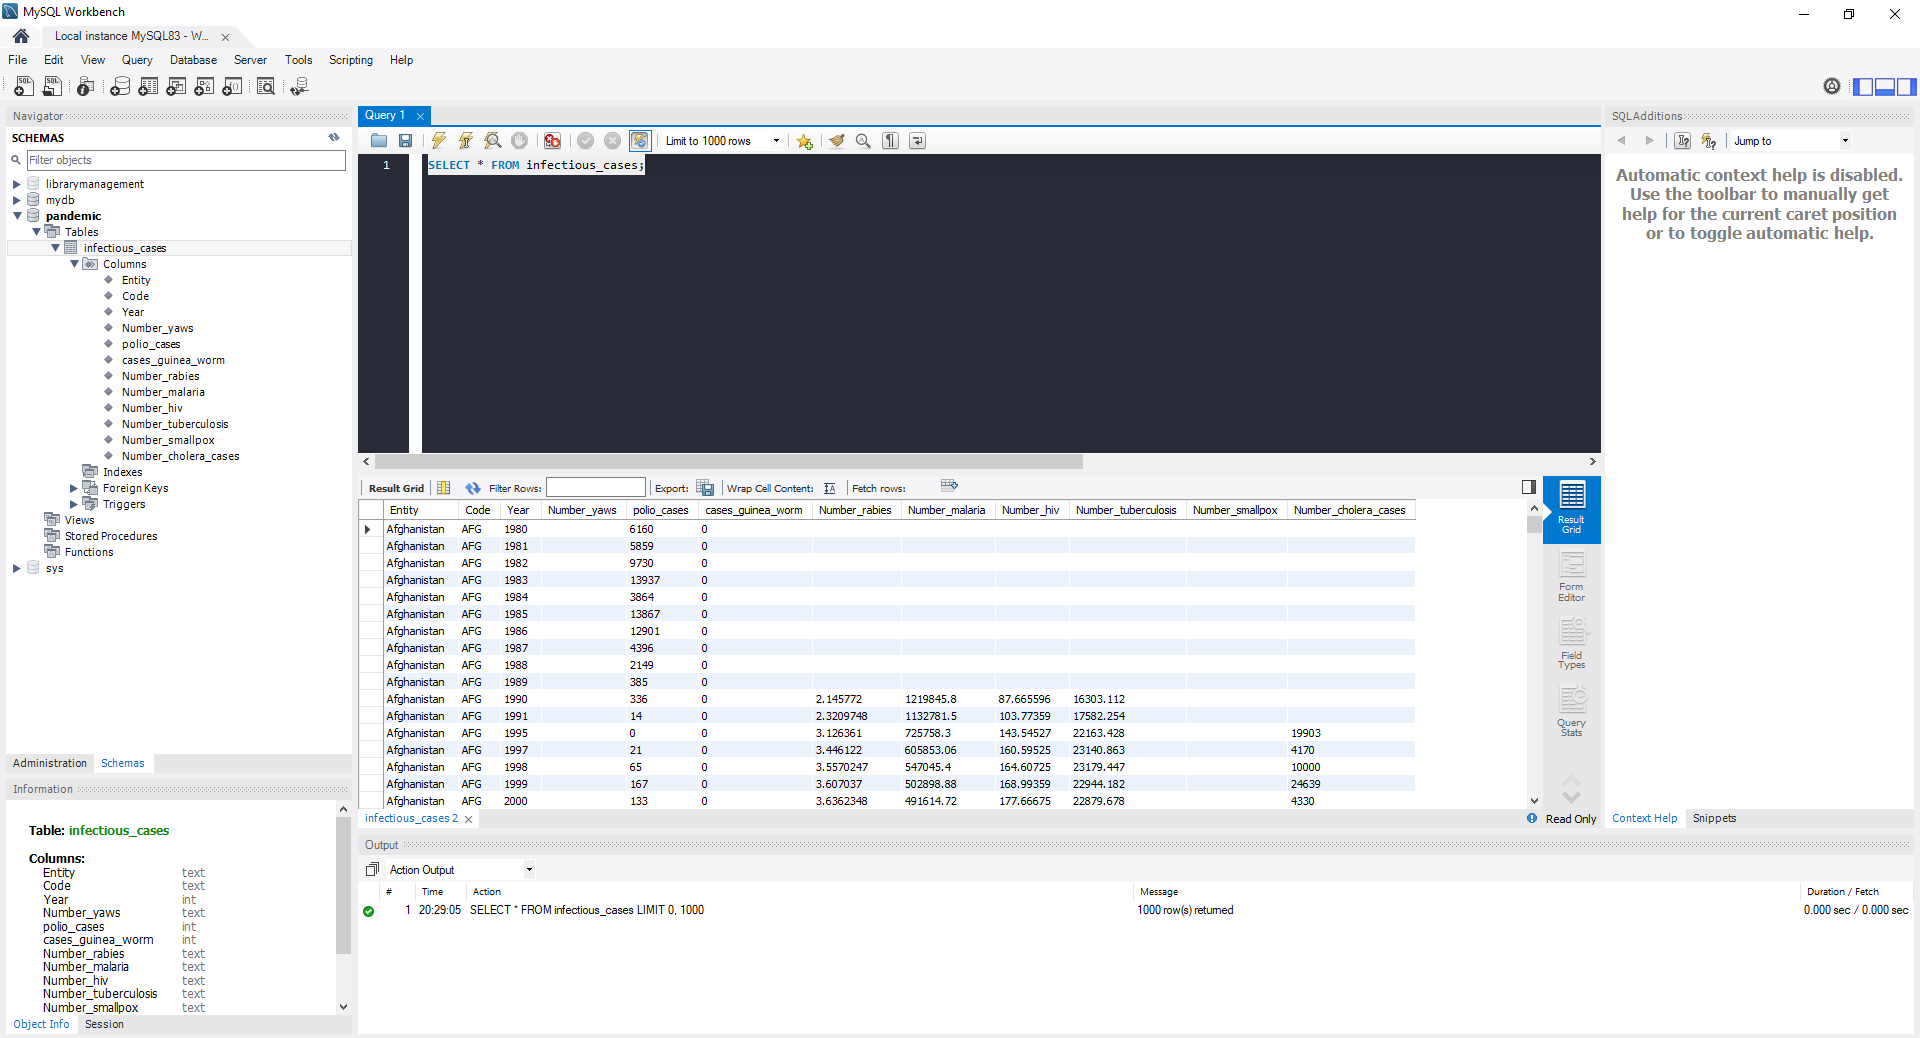 MySQL Workbench
Local instance MySQL83 - W...
File Edit View Query Database Server Tools Scripting Help
Navigator
SCHEMAS
Filter objects
librarymanagement
mydb
pandemic
Tables
infectious_cases
Columns
Entity
Code
Year
Number_yaws
polio_cases
cases_guinea_worm
Number_rabies
Number_malaria
Number_hiv
Number_tuberculosis
Number_smallpox
Number_cholera_cases
Indexes
Foreign Keys
Triggers
Views
Stored Procedures
Functions
sys
Administration Schemas
Information
Table: infectious_cases
Columns:
Entity text
Code text
Year int
Number_yaws text
polio_cases int
cases_guinea_worm int
Number_rabies text
Number_malaria text
Number_hiv text
Number_tuberculosis text
Number_smallpox text
Object Info Session
Query 1
Limit to 1000 rows
1 SELECT * FROM infectious_cases;
Result Grid Filter Rows: Export: Wrap Cell Content: Fetch rows:
Entity Code Year Number_yaws polio_cases cases_guinea_worm Number_rabies Number_malaria Number_hiv Number_tuberculosis Number_smallpox Number_cholera_cases
Afghanistan AFG 1980 6160 0
Afghanistan AFG 1981 5859 0
Afghanistan AFG 1982 9730 0
Afghanistan AFG 1983 13937 0
Afghanistan AFG 1984 3864 0
Afghanistan AFG 1985 13867 0
Afghanistan AFG 1986 12901 0
Afghanistan AFG 1987 4396 0
Afghanistan AFG 1988 2149 0
Afghanistan AFG 1989 385 0
Afghanistan AFG 1990 336 0 2.145772 1219845.8 87.665596 16303.112
Afghanistan AFG 1991 14 0 2.3209748 1132781.5 103.77359 17582.254
Afghanistan AFG 1995 0 0 3.126361 725758.3 143.54527 22163.428 19903
Afghanistan AFG 1997 21 0 3.446122 605853.06 160.59525 23140.863 4170
Afghanistan AFG 1998 65 0 3.5570247 547045.4 164.60725 23179.447 10000
Afghanistan AFG 1999 167 0 3.607037 502898.88 168.99359 22944.182 24639
Afghanistan AFG 2000 133 0 3.6362348 491614.72 177.66675 22879.678 4330
Result
Grid
Form
Editor
Field
Types
Query
Stats
infectious_cases 2
Read Only
Output
Action Output
# Time Action Message Duration / Fetch
1 20:29:05 SELECT * FROM infectious_cases LIMIT 0, 1000 1000 row(s) returned 0.000 sec / 0.000 sec
SQLAdditions
Jump to
Automatic context help is disabled.
Use the toolbar to manually get
help for the current caret position
or to toggle automatic help.
Context Help Snippets